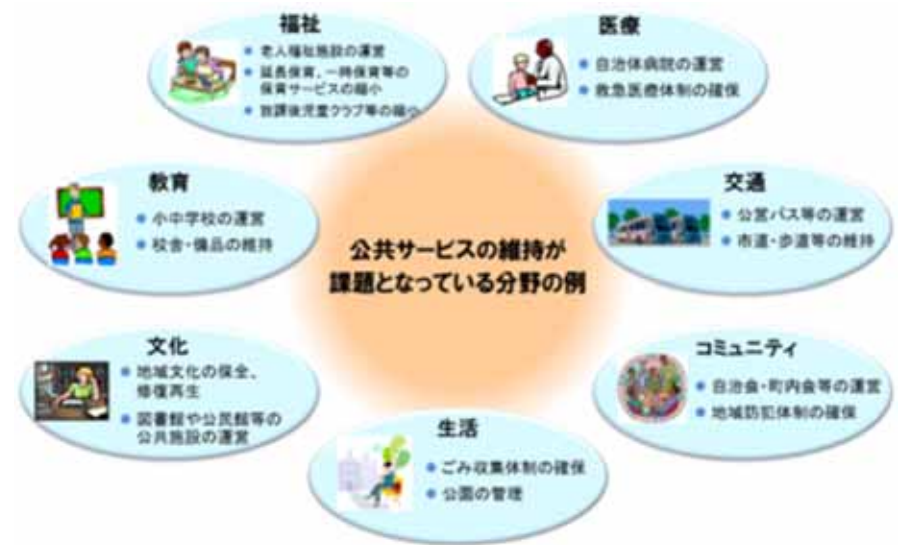 福祉
● 老人福祉施設の運営
● 延長保育、一時保育等の
保育サービスの縮小
● 放課後児童クラブ等の縮小
医療
● 自治体病院の運営
● 救急医療体制の確保
教育
● 小中学校の運営
● 校舎・備品の維持
公共サービスの維持が
課題となっている分野の例
交通
● 公営バス等の運営
● 市道・歩道等の維持
文化
● 地域文化の保全、
修復再生
● 図書館や公民館等の
公共施設の運営
コミュニティ
● 自治会・町内会等の運営
● 地域防犯体制の確保
生活
● ごみ収集体制の確保
● 公園の管理